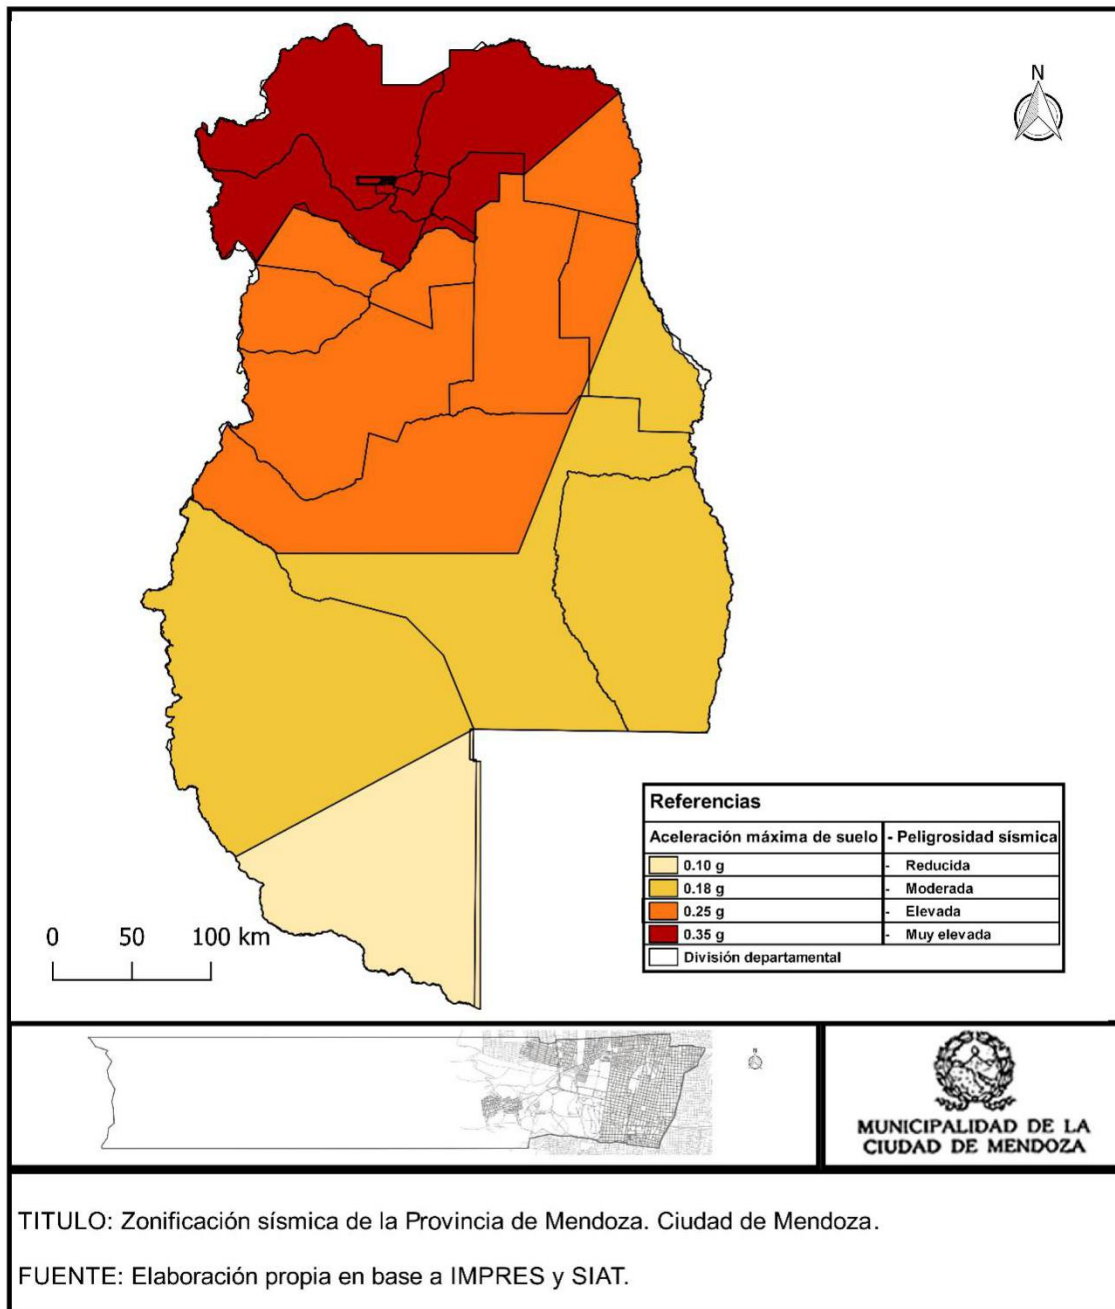 N
Referencias
Aceleración máxima de suelo - Peligrosidad sísmica
0.10 g - Reducida
0.18 g - Moderada
0.25 g - Elevada
0.35 g - Muy elevada
División departamental
0 50 100 km
N
MUNICIPALIDAD DE LA
CIUDAD DE MENDOZA
TITULO: Zonificación sísmica de la Provincia de Mendoza. Ciudad de Mendoza.
FUENTE: Elaboración propia en base a IMPRES y SIAT.